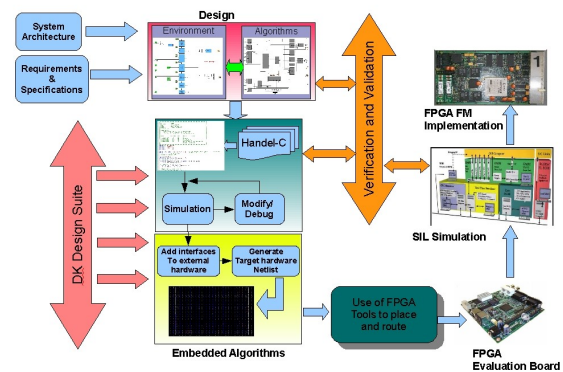 Design
System
Architecture
Environment
Algorithms
Requirements
&
Specifications
1
FPGA FM
Implementation
Verification and Validation
Handel-C
DK Design Suite
Simulation
Modify/
Debug
SIL Simulation
Add interfaces
To external
hardware
Generate
Target hardware
Netlist
Use of FPGA
Tools to place
and route
Embedded Algorithms
FPGA
Evaluation Board